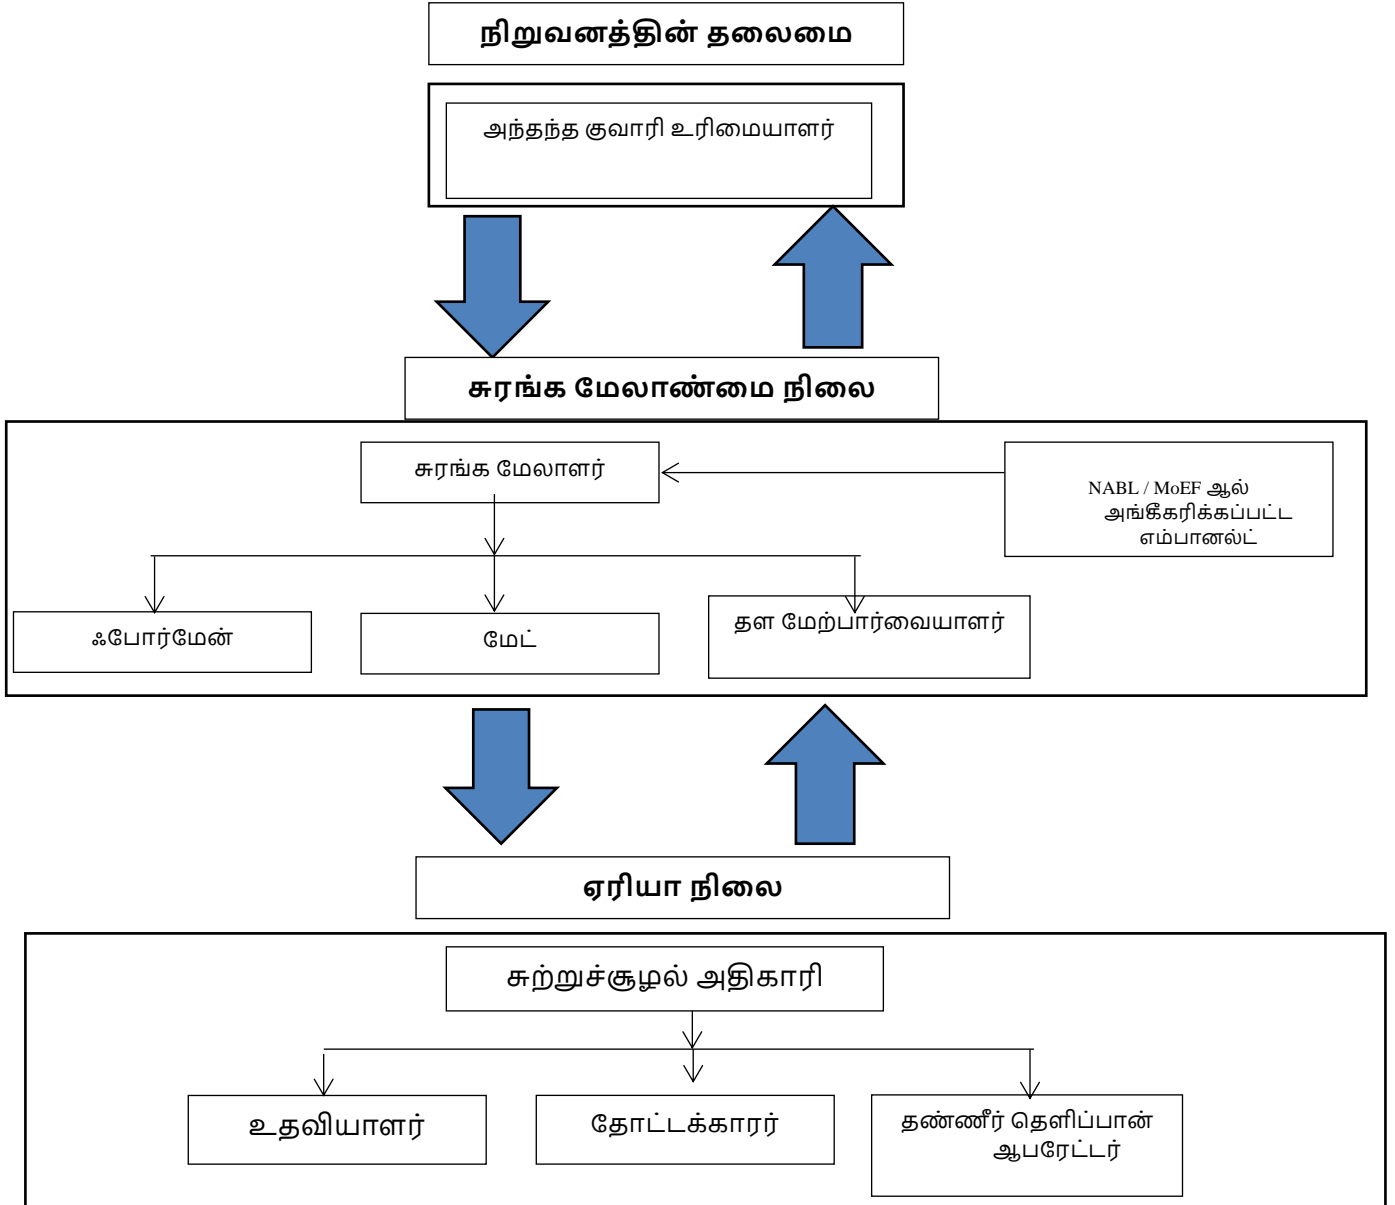 நிறுவனத்தின் தலைமை
அந்தந்த குவாரி உரிமையாளர்
சுரங்க மேலாண்மை நிலை
சுரங்க மேலாளர்
NABL / MoEF ஆல்
அங்கீகரிக்கப்பட்ட
எம்பானல்ட்
ஃபோர்மேன்
மேட்
தள மேற்பார்வையாளர்
ஏரியா நிலை
சுற்றுச்சூழல் அதிகாரி
உதவியாளர்
தோட்டக்காரர்
தண்ணீர் தெளிப்பான்
ஆபரேட்டர்